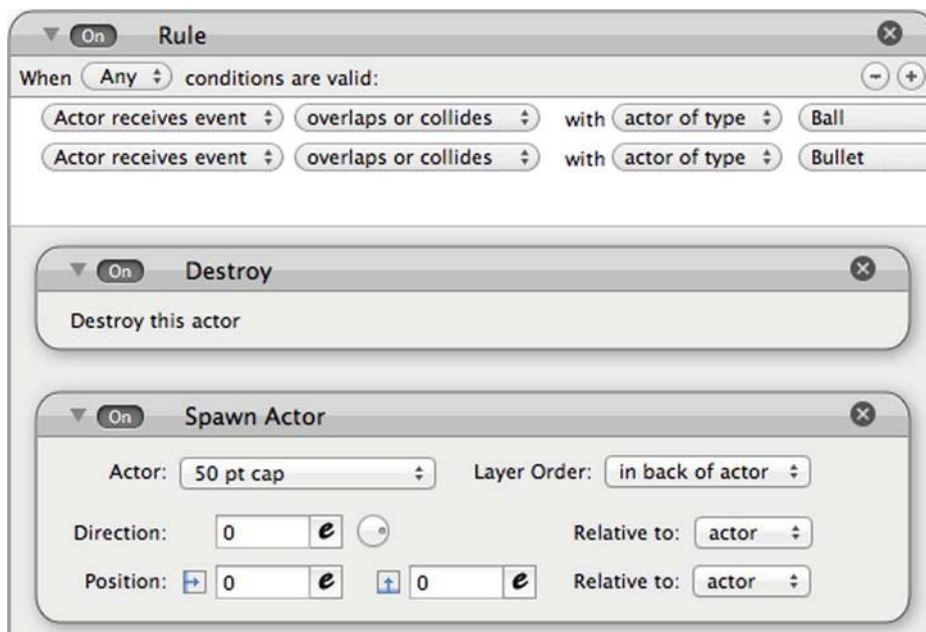 On Rule
When Any conditions are valid:
Actor receives event overlaps or collides with actor of type Ball
Actor receives event overlaps or collides with actor of type Bullet
On Destroy
Destroy this actor
On Spawn Actor
Actor: 50 pt cap Layer Order: in back of actor
Direction: 0 e Relative to: actor
Position: 0 e 0 e Relative to: actor